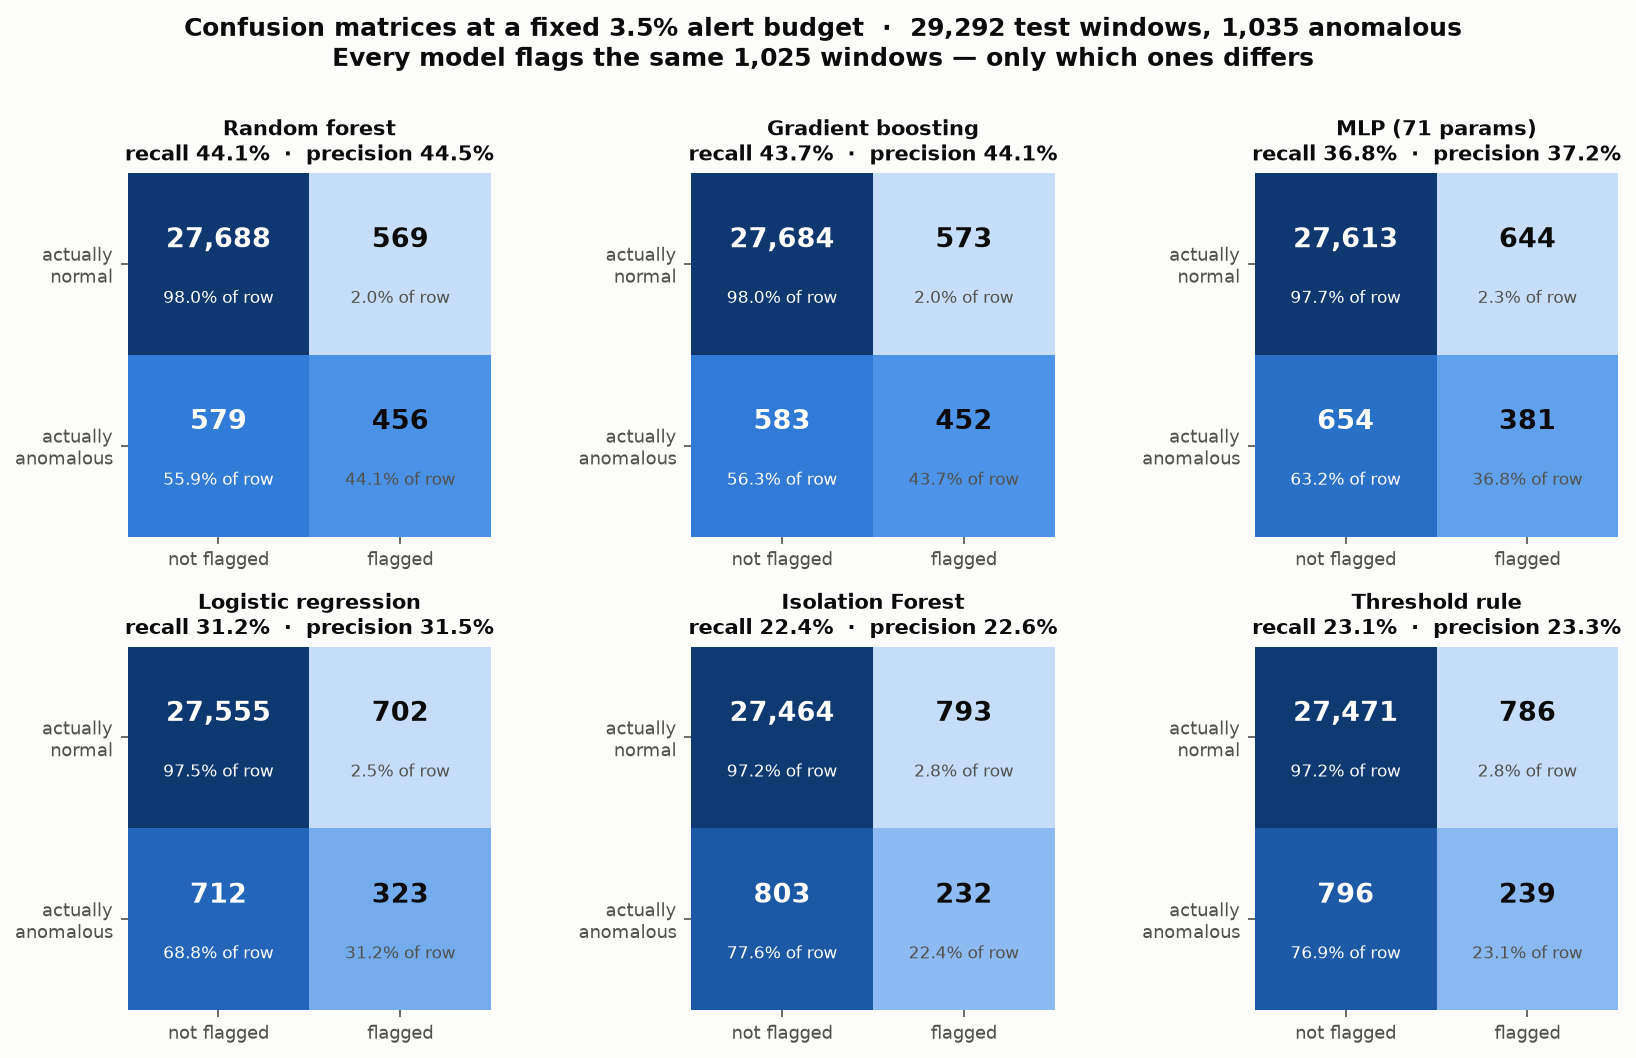 Confusion matrices at a fixed 3.5% alert budget · 29,292 test windows, 1,035 anomalous
Every model flags the same 1,025 windows — only which ones differs
Random forest
recall 44.1% · precision 44.5%
actually
normal
27,688
98.0% of row
569
2.0% of row
actually
anomalous
579
55.9% of row
456
44.1% of row
not flagged
flagged
Gradient boosting
recall 43.7% · precision 44.1%
actually
normal
27,684
98.0% of row
573
2.0% of row
actually
anomalous
583
56.3% of row
452
43.7% of row
not flagged
flagged
MLP (71 params)
recall 36.8% · precision 37.2%
actually
normal
27,613
97.7% of row
644
2.3% of row
actually
anomalous
654
63.2% of row
381
36.8% of row
not flagged
flagged
Logistic regression
recall 31.2% · precision 31.5%
actually
normal
27,555
97.5% of row
702
2.5% of row
actually
anomalous
712
68.8% of row
323
31.2% of row
not flagged
flagged
Isolation Forest
recall 22.4% · precision 22.6%
actually
normal
27,464
97.2% of row
793
2.8% of row
actually
anomalous
803
77.6% of row
232
22.4% of row
not flagged
flagged
Threshold rule
recall 23.1% · precision 23.3%
actually
normal
27,471
97.2% of row
786
2.8% of row
actually
anomalous
796
76.9% of row
239
23.1% of row
not flagged
flagged